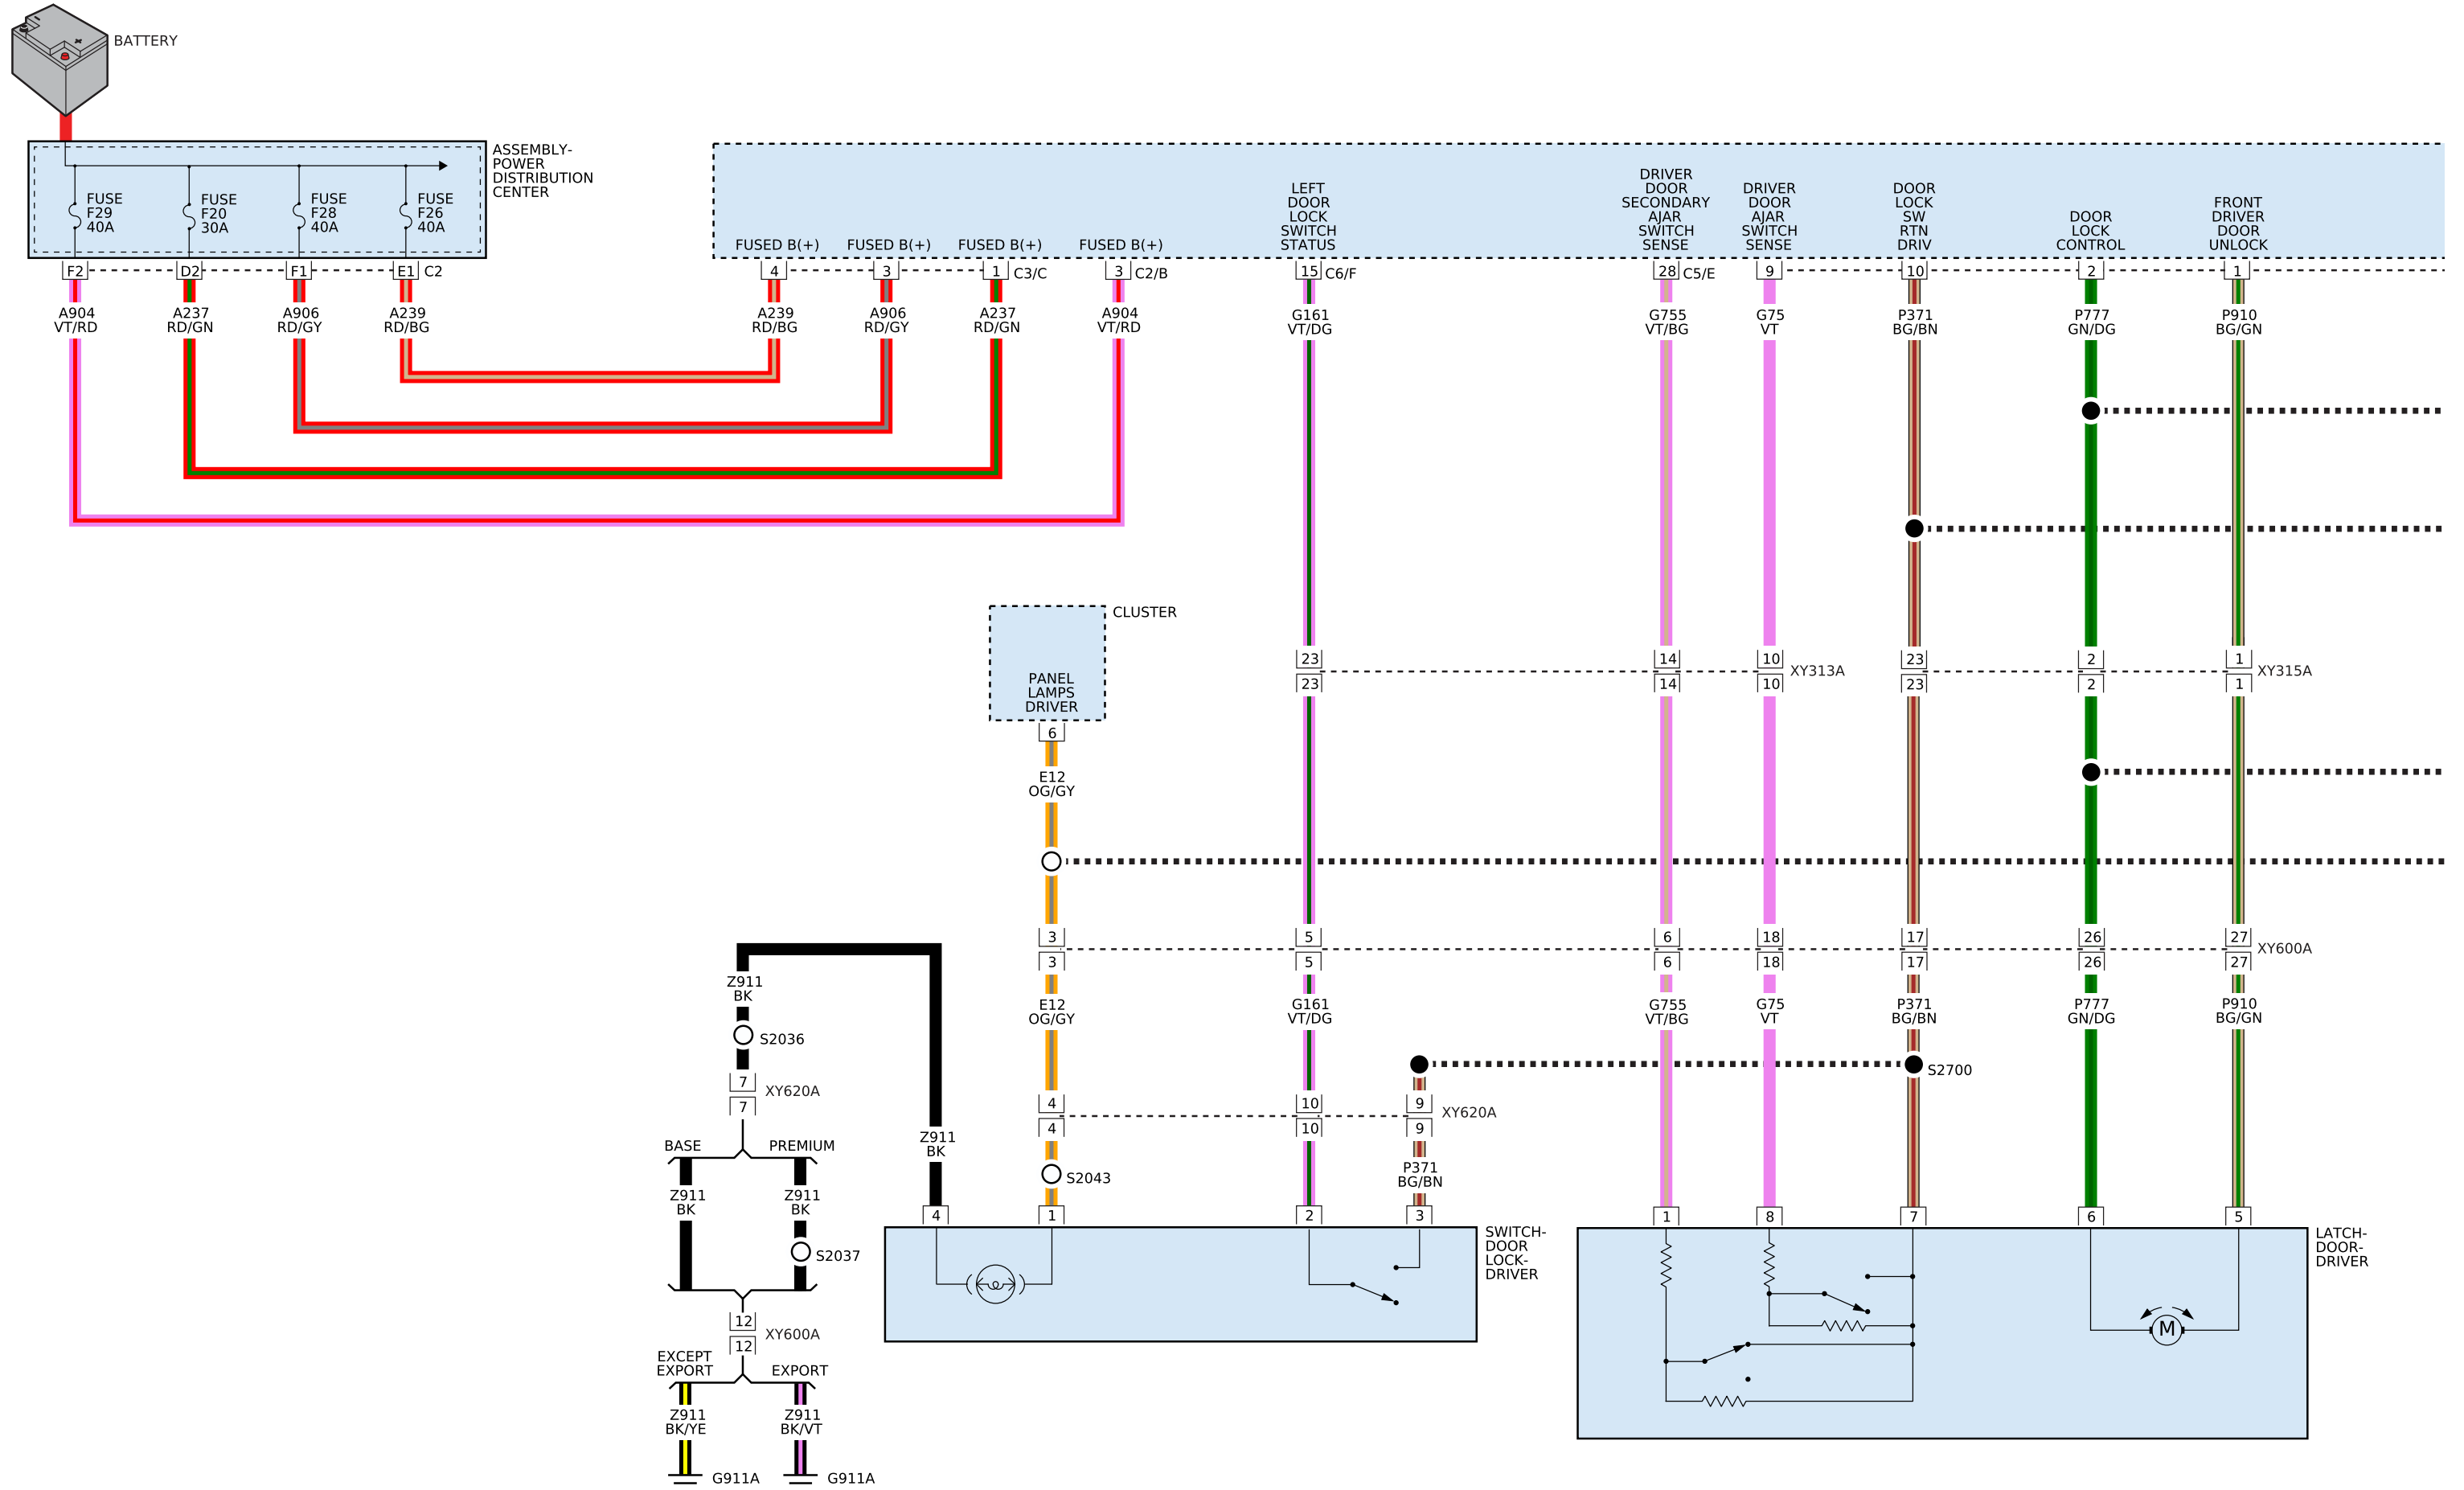 BATTERY
ASSEMBLY-
POWER
DISTRIBUTION
CENTER
FUSE
F29
40A
FUSE
F20
30A
FUSE
F28
40A
FUSE
F26
40A
F2
D2
F1
E1
C2
A904
VT/RD
A237
RD/GN
A906
RD/GY
A239
RD/BG
FUSED B(+)
FUSED B(+)
FUSED B(+)
FUSED B(+)
LEFT
DOOR
LOCK
SWITCH
STATUS
DRIVER
DOOR
SECONDARY
AJAR
SWITCH
SENSE
DRIVER
DOOR
AJAR
SWITCH
SENSE
DOOR
LOCK
SW
RTN
DRIV
DOOR
LOCK
CONTROL
FRONT
DRIVER
DOOR
UNLOCK
4
3
1
C3/C
3
C2/B
15
C6/F
28
C5/E
9
10
2
1
A239
RD/BG
A906
RD/GY
A237
RD/GN
A904
VT/RD
G161
VT/DG
G755
VT/BG
G75
VT
P371
BG/BN
P777
GN/DG
P910
BG/GN
CLUSTER
PANEL
LAMPS
DRIVER
6
E12
OG/GY
23
14
10
XY313A
23
2
1
XY315A
23
14
10
23
2
1
3
5
6
18
17
26
27
XY600A
3
5
6
18
17
26
27
Z911
BK
E12
OG/GY
G161
VT/DG
G755
VT/BG
G75
VT
P371
BG/BN
P777
GN/DG
P910
BG/GN
S2036
S2700
7
XY620A
7
4
10
9
XY620A
4
10
9
BASE
PREMIUM
Z911
BK
S2043
P371
BG/BN
Z911
BK
Z911
BK
S2037
4
1
2
3
1
8
7
6
5
SWITCH-
DOOR
LOCK-
DRIVER
LATCH-
DOOR-
DRIVER
M
12
XY600A
12
EXCEPT
EXPORT
EXPORT
Z911
BK/YE
Z911
BK/VT
G911A
G911A